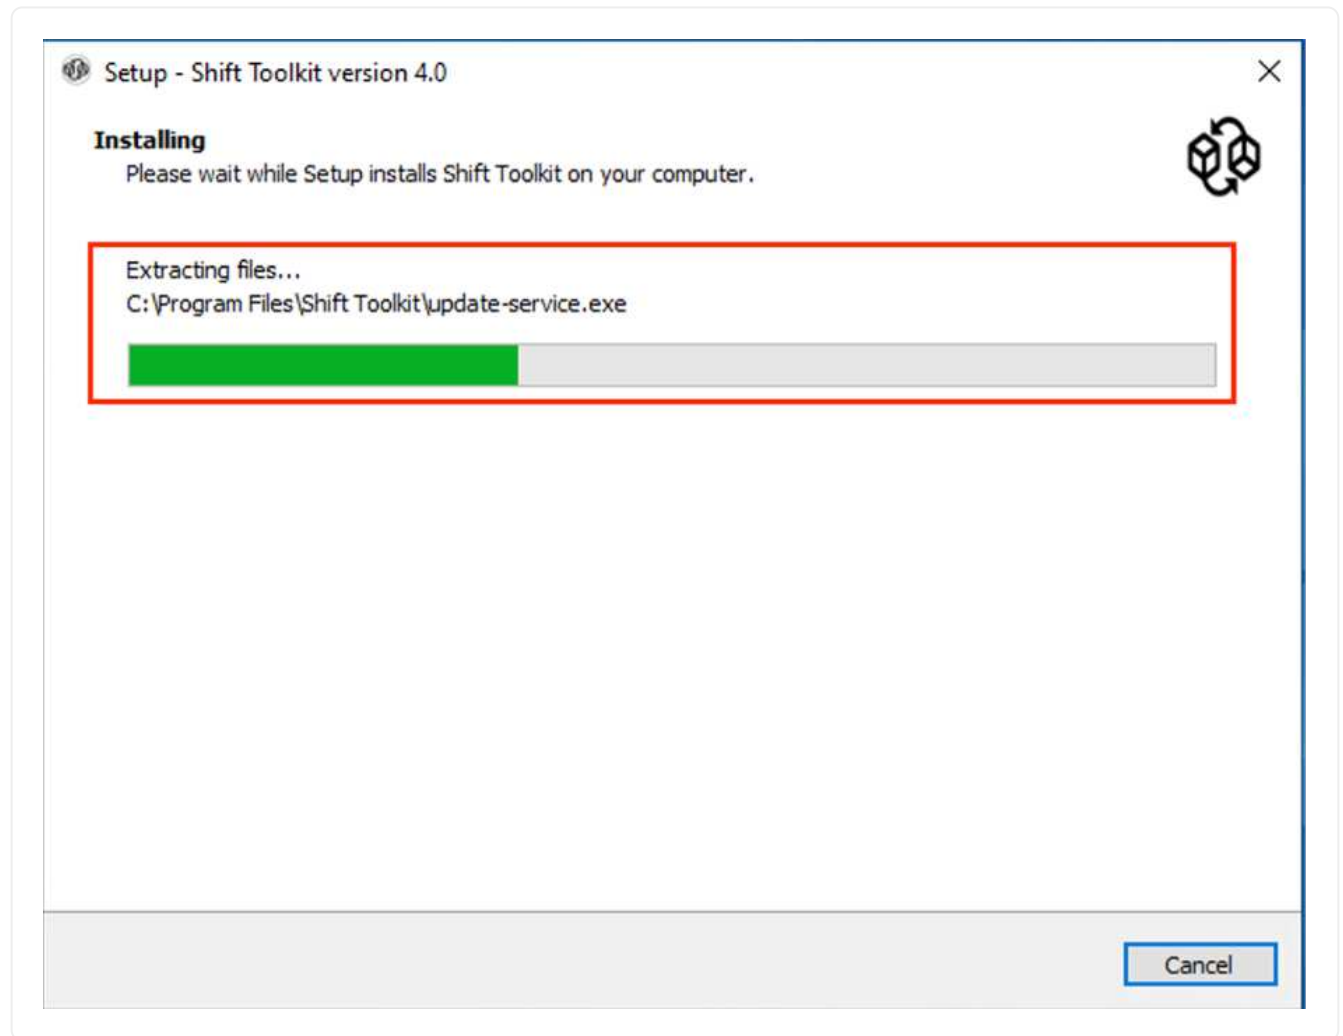 Setup - Shift Toolkit version 4.0
Installing
Please wait while Setup installs Shift Toolkit on your computer.
Extracting files...
C:\Program Files\Shift Toolkit\update-service.exe
Cancel